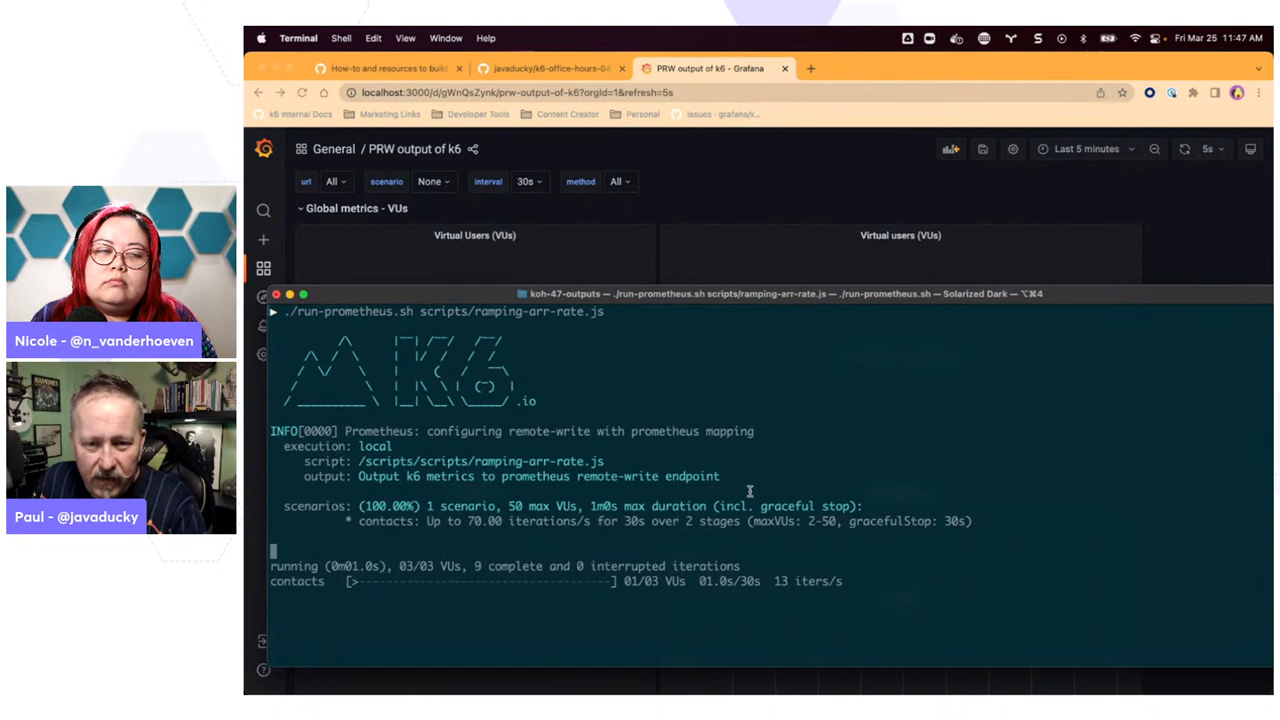 Terminal Shell Edit View Window Help
Fri Mar 25 11:47 AM
How-to and resources to build
javaducky/k6-office-hours-04
PRW output of k6 - Grafana
localhost:3000/d/gWnQsZynk/prw-output-of-k6?orgId=1&refresh=5s
k6 Internal Docs Marketing Links Developer Tools Content Creator Personal Issues · grafana/x...
General / PRW output of k6
Last 5 minutes
5s
url All scenario None interval 30s method All
Global metrics - VUs
Virtual Users (VUs)
Virtual users (VUs)
koh-47-outputs — ./run-prometheus.sh scripts/ramping-arr-rate.js — ./run-prometheus.sh — Solarized Dark — ⌥⌘4
./run-prometheus.sh scripts/ramping-arr-rate.js
K6
.io
INFO[0000] Prometheus: configuring remote-write with prometheus mapping
execution: local
script: /scripts/scripts/ramping-arr-rate.js
output: Output k6 metrics to prometheus remote-write endpoint
scenarios: (100.00%) 1 scenario, 50 max VUs, 1m0s max duration (incl. graceful stop):
* contacts: Up to 70.00 iterations/s for 30s over 2 stages (maxVUs: 2-50, gracefulStop: 30s)
running (0m01.0s), 03/03 VUs, 9 complete and 0 interrupted iterations
contacts [>--------------------------------------] 01/03 VUs 01.0s/30s 13 iters/s
Nicole - @n_vanderhoeven
Paul - @javaducky